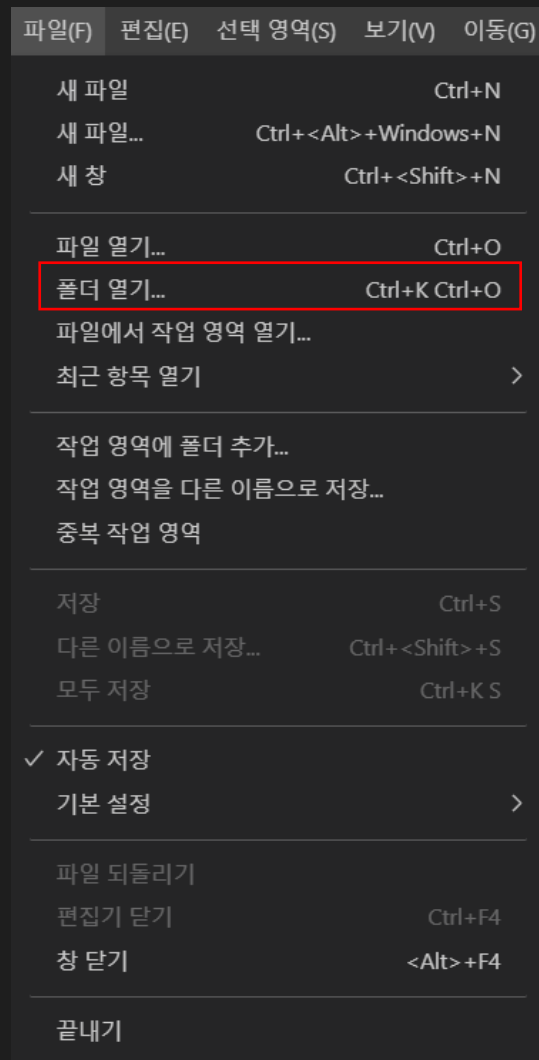 파일(F) 편집(E) 선택 영역(S) 보기(V) 이동(G)
새 파일 Ctrl+N
새 파일... Ctrl+<Alt>+Windows+N
새 창 Ctrl+<Shift>+N
파일 열기... Ctrl+O
폴더 열기... Ctrl+K Ctrl+O
파일에서 작업 영역 열기...
최근 항목 열기
작업 영역에 폴더 추가...
작업 영역을 다른 이름으로 저장...
중복 작업 영역
저장 Ctrl+S
다른 이름으로 저장... Ctrl+<Shift>+S
모두 저장 Ctrl+K S
자동 저장
기본 설정
파일 되돌리기
편집기 닫기 Ctrl+F4
창 닫기 <Alt>+F4
끝내기